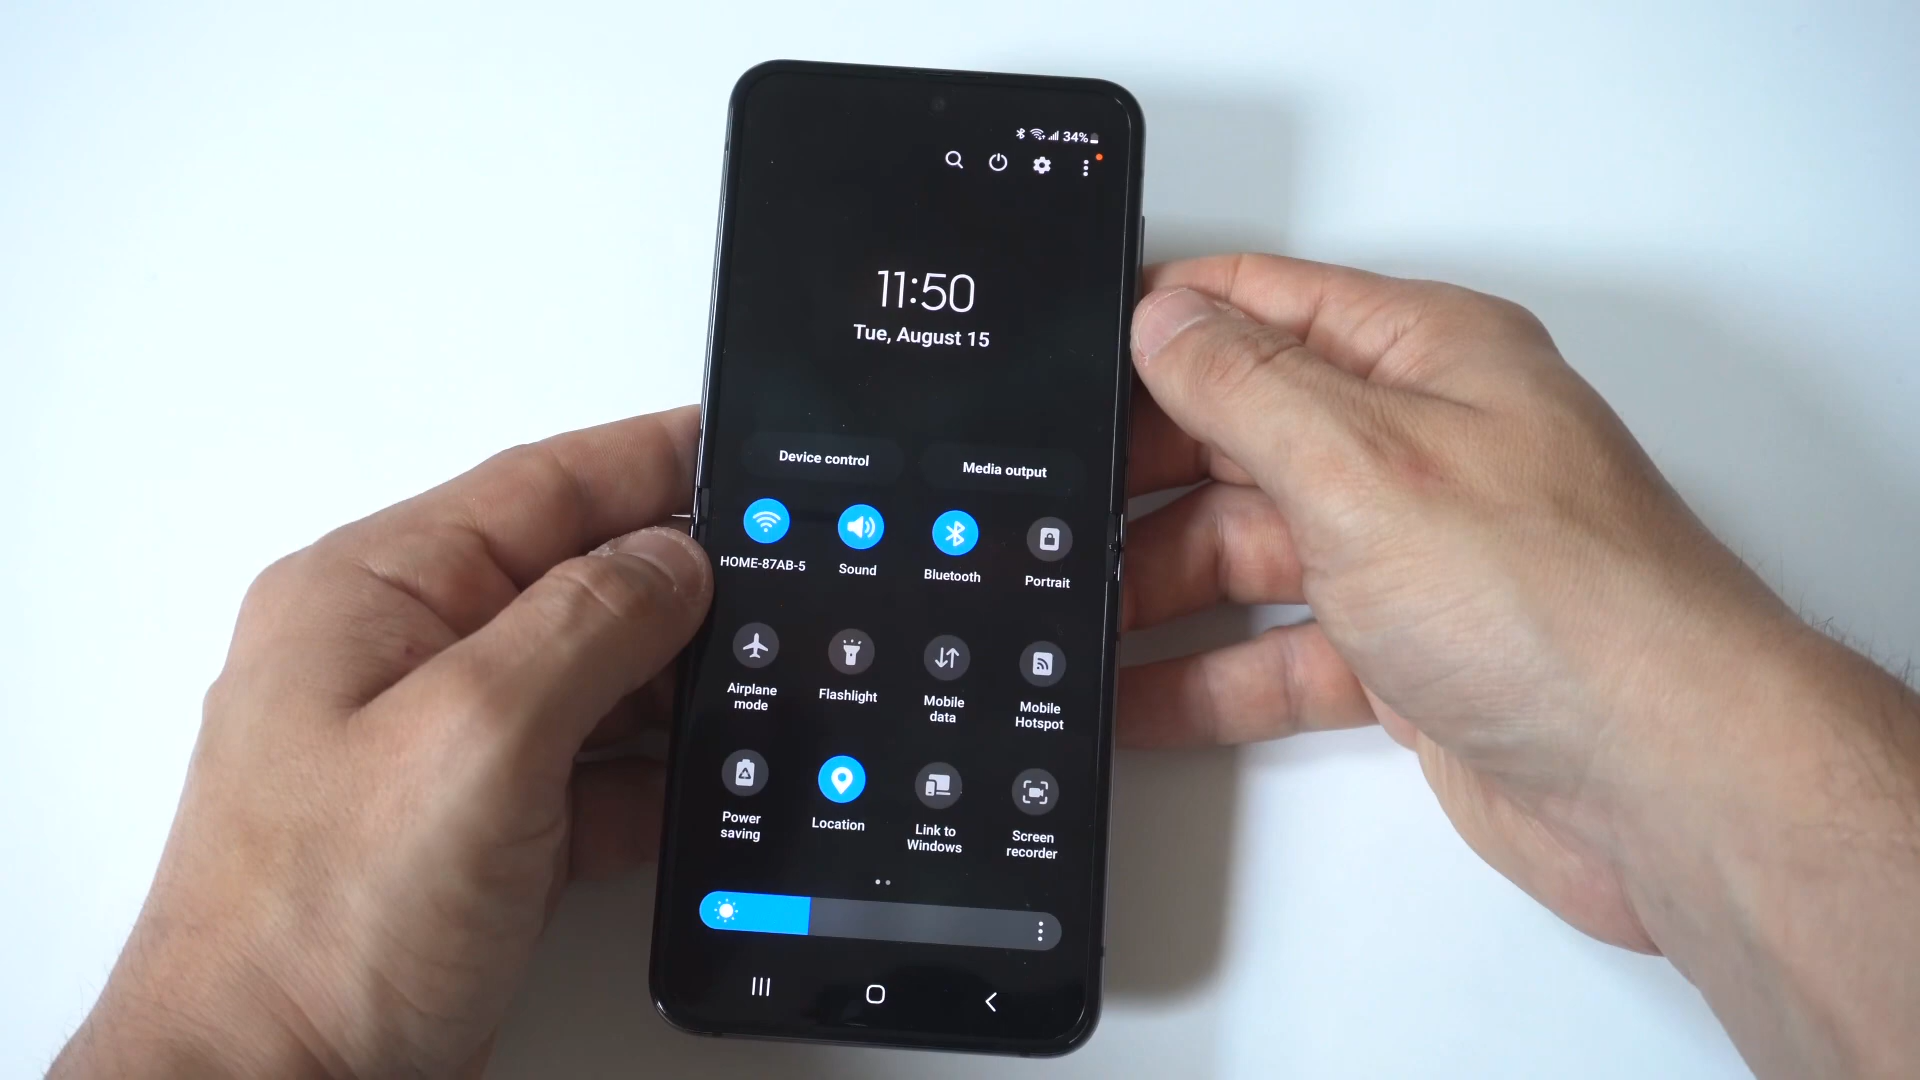 34%
11:50
Tue, August 15
Device control
Media output
HOME-87AB-5
Sound
Bluetooth
Portrait
Airplane
mode
Flashlight
Mobile
data
Mobile
Hotspot
Power
saving
Location
Link to
Windows
Screen
recorder